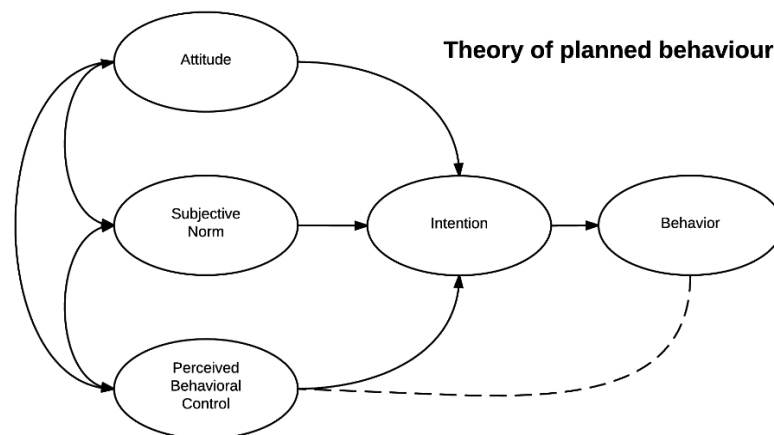 Theory of planned behaviour
Attitude
Subjective
Norm
Intention
Behavior
Perceived
Behavioral
Control